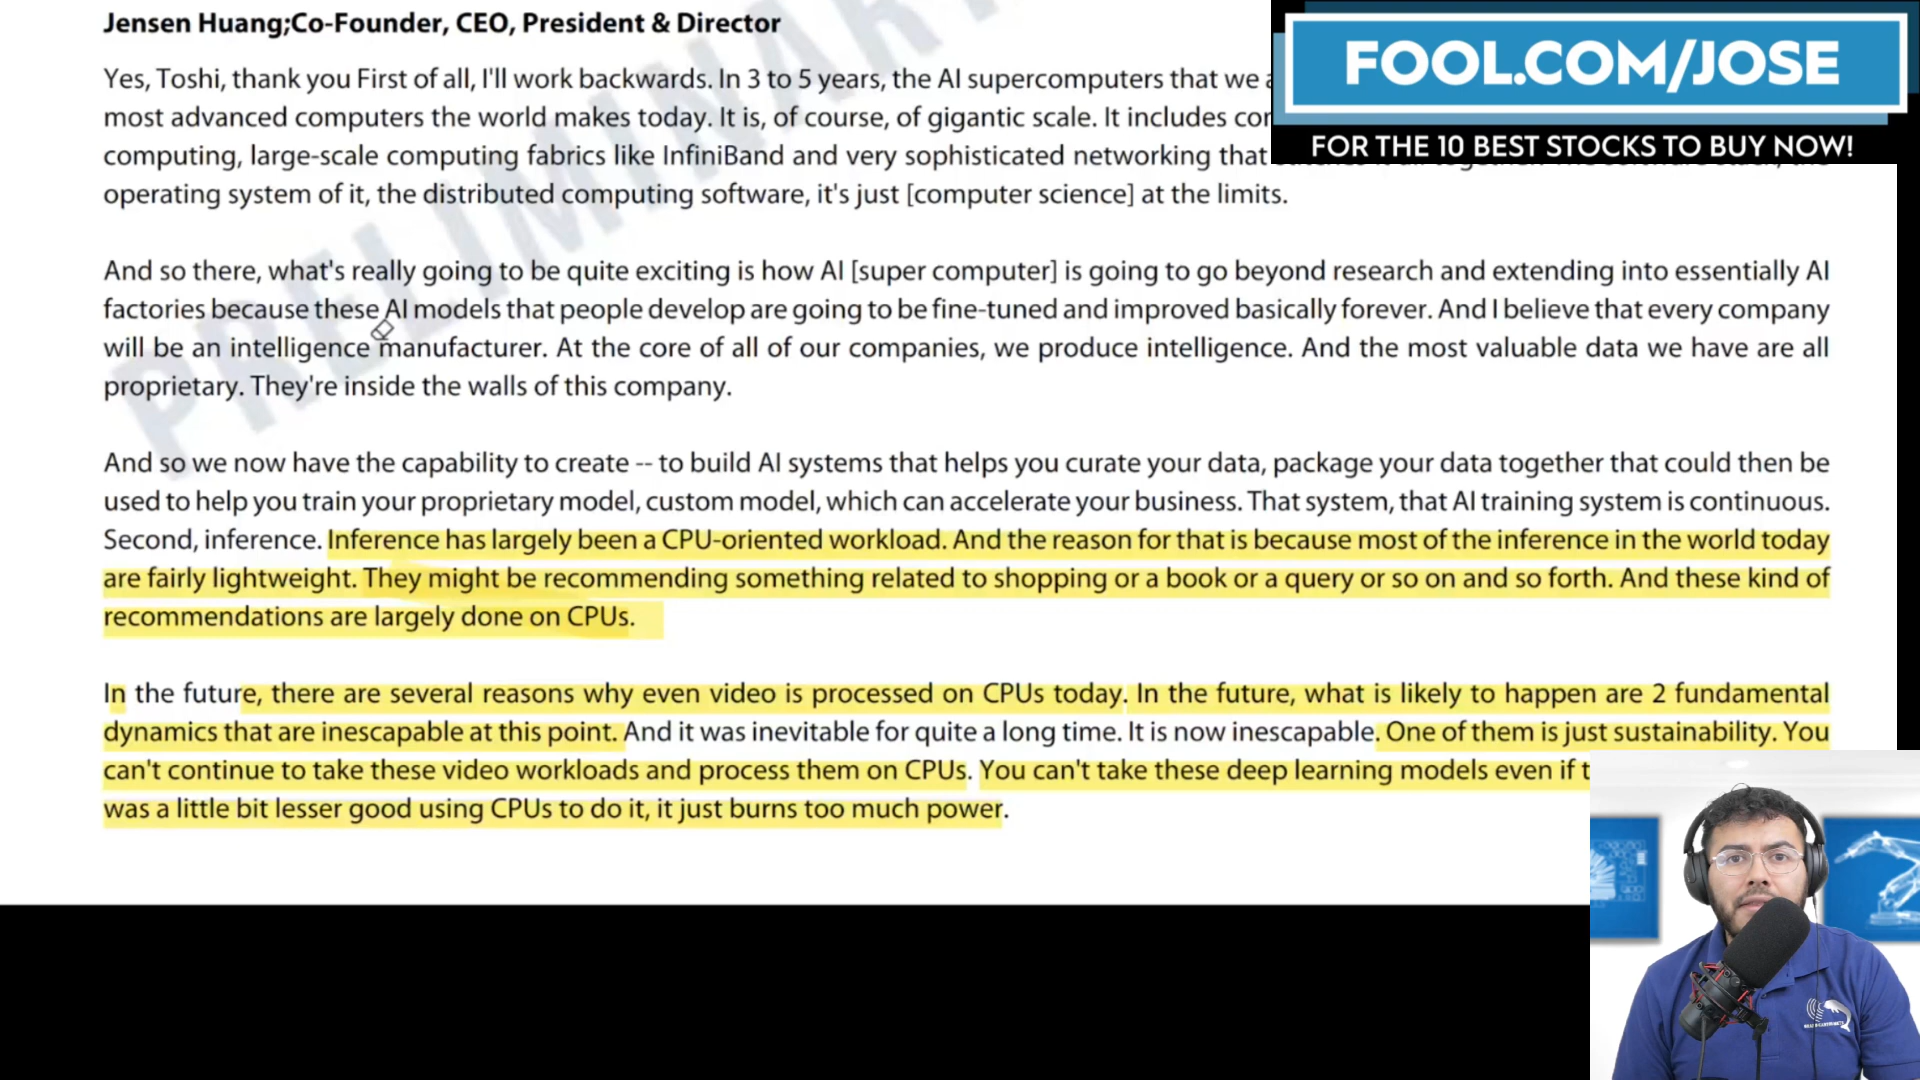 Jensen Huang;Co-Founder, CEO, President & Director
FOOL.COM/JOSE
FOR THE 10 BEST STOCKS TO BUY NOW!
Yes, Toshi, thank you First of all, I'll work backwards. In 3 to 5 years, the AI supercomputers that we
most advanced computers the world makes today. It is, of course, of gigantic scale. It includes
computing, large-scale computing fabrics like InfiniBand and very sophisticated networking that
operating system of it, the distributed computing software, it's just [computer science] at the limits.
And so there, what's really going to be quite exciting is how AI [super computer] is going to go beyond research and extending into essentially AI
factories because these AI models that people develop are going to be fine-tuned and improved basically forever. And I believe that every company
will be an intelligence manufacturer. At the core of all of our companies, we produce intelligence. And the most valuable data we have are all
proprietary. They're inside the walls of this company.
And so we now have the capability to create -- to build AI systems that helps you curate your data, package your data together that could then be
used to help you train your proprietary model, custom model, which can accelerate your business. That system, that AI training system is continuous.
Second, inference. Inference has largely been a CPU-oriented workload. And the reason for that is because most of the inference in the world today
are fairly lightweight. They might be recommending something related to shopping or a book or a query or so on and so forth. And these kind of
recommendations are largely done on CPUs.
In the future, there are several reasons why even video is processed on CPUs today. In the future, what is likely to happen are 2 fundamental
dynamics that are inescapable at this point. And it was inevitable for quite a long time. It is now inescapable. One of them is just sustainability. You
can't continue to take these video workloads and process them on CPUs. You can't take these deep learning models even if
was a little bit lesser good using CPUs to do it, it just burns too much power.
PRELIMINARY